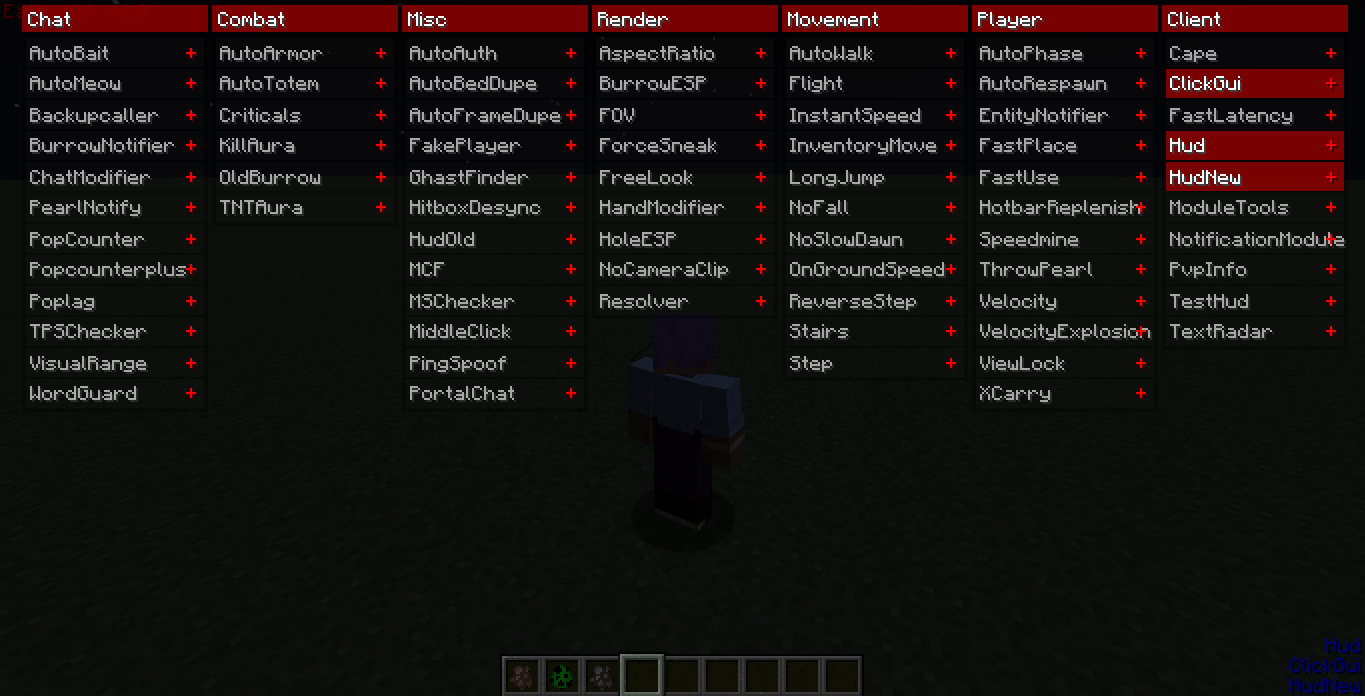 Chat
AutoBait +
AutoMeow +
Backupcaller +
BurrowNotifier +
ChatModifier +
PearlNotify +
PopCounter +
Popcounterplus+
Poplag +
TPSChecker +
VisualRange +
WordGuard +
Combat
AutoArmor +
AutoTotem +
Criticals +
KillAura +
OldBurrow +
TNTAura +
Misc
AutoAuth +
AutoBedDupe +
AutoFrameDupe +
FakePlayer +
GhastFinder +
HitboxDesync +
HudOld +
MCF +
MSChecker +
MiddleClick +
PingSpoof +
PortalChat +
Render
AspectRatio +
BurrowESP +
FOV +
ForceSneak +
FreeLook +
HandModifier +
HoleESP +
NoCameraClip +
Resolver +
Movement
AutoWalk +
Flight +
InstantSpeed +
InventoryMove +
LongJump +
NoFall +
NoSlowDawn +
OnGroundSpeed+
ReverseStep +
Stairs +
Step +
Player
AutoPhase +
AutoRespawn +
EntityNotifier +
FastPlace +
FastUse +
HotbarReplenish+
Speedmine +
ThrowPearl +
Velocity +
VelocityExplosion +
ViewLock +
XCarry +
Client
Cape +
ClickGui +
FastLatency +
Hud +
HudNew +
ModuleTools +
NotificationModule +
PvpInfo +
TestHud +
TextRadar +
Hud
ClickGui
HudNew